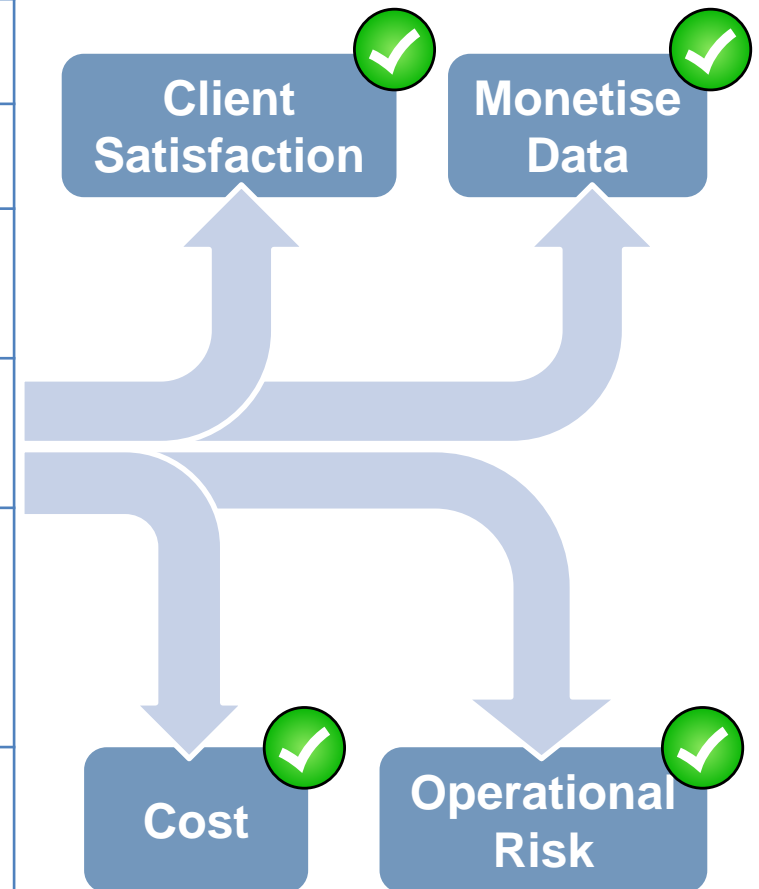 Client
Satisfaction
Monetise
Data
Cost
Operational
Risk